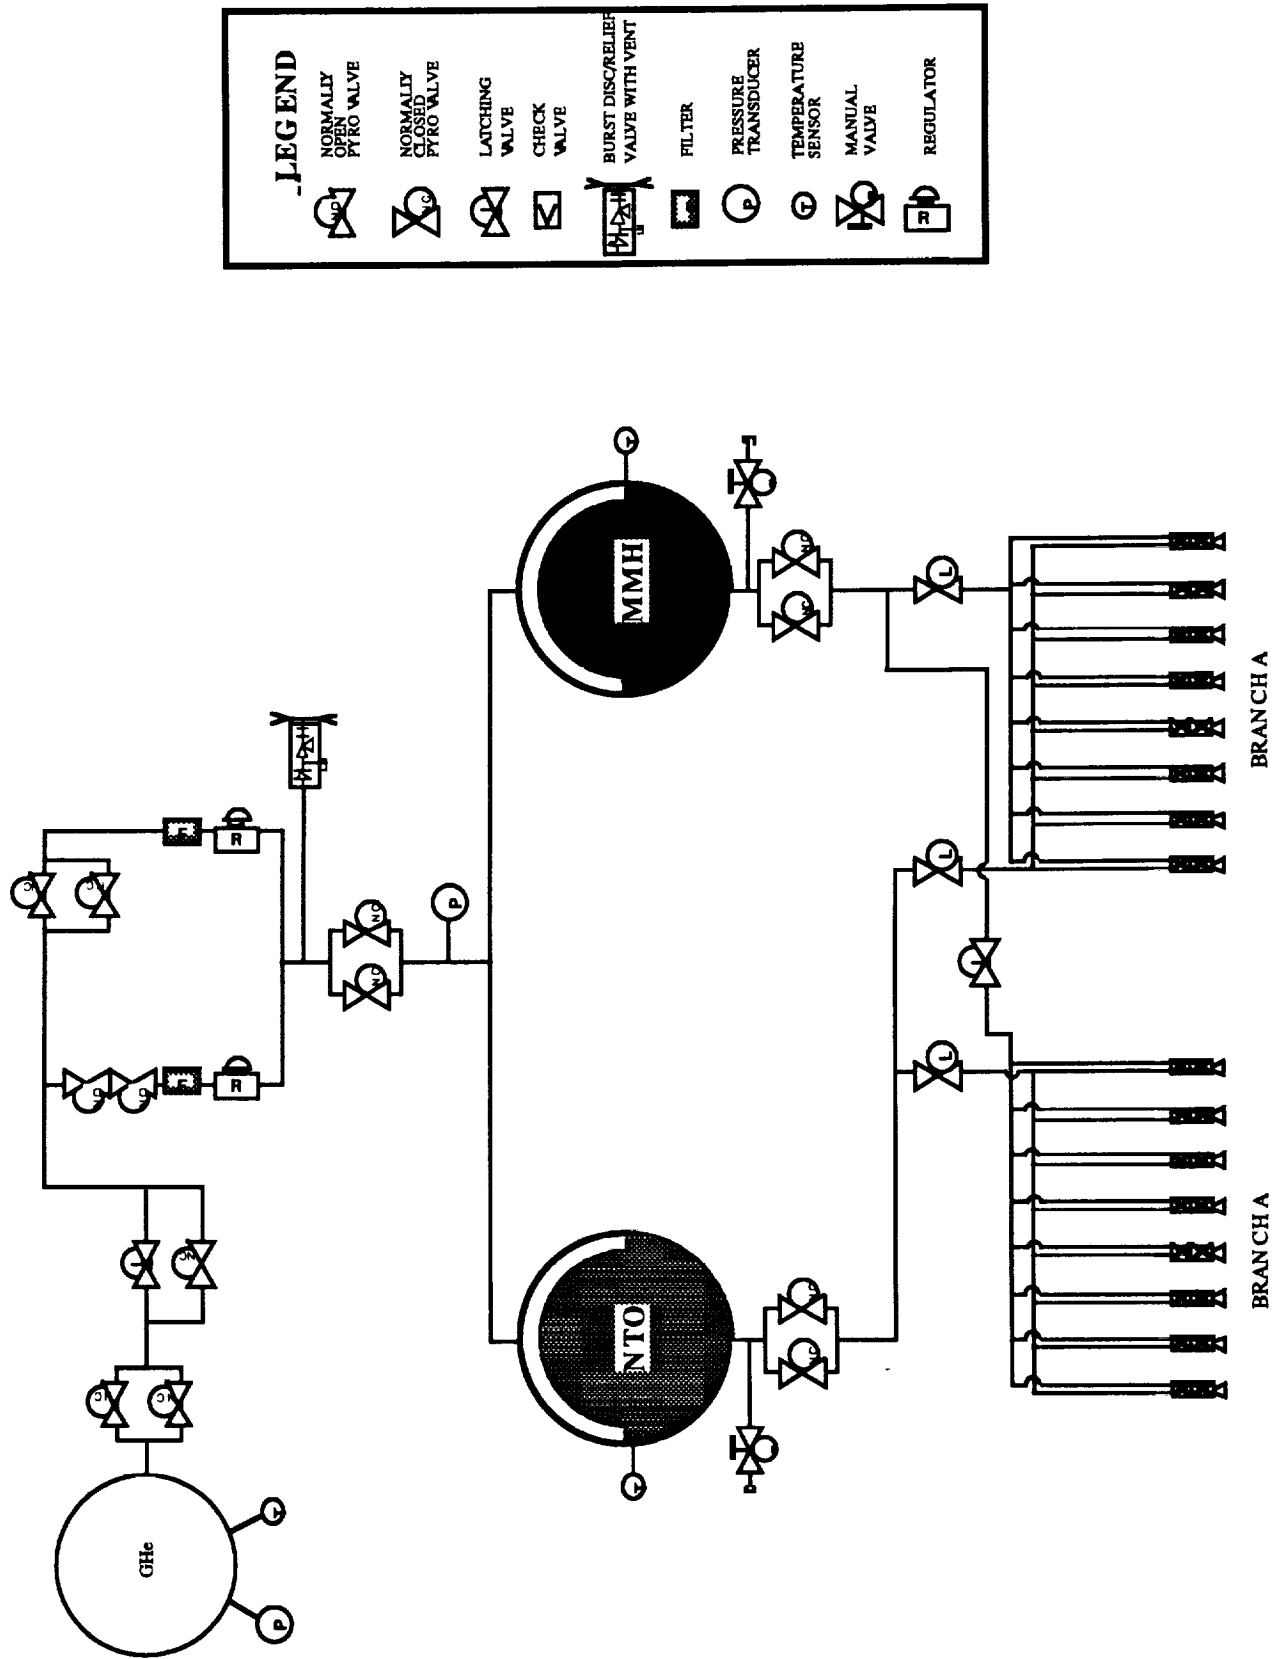 LEGEND
NORMALLY
OPEN
PYRO VALVE
NORMALLY
CLOSED
PYRO VALVE
LATCHING
VALVE
CHECK
VALVE
BURST DISC/RELIEF
VALVE WITH VENT
FILTER
P
PRESSURE
TRANSDUCER
T
TEMPERATURE
SENSOR
MANUAL
VALVE
R
REGULATOR
GHe
P
T
R
R
P
NTO
T
MMH
T
L
L
L
BRANCH A
BRANCH A